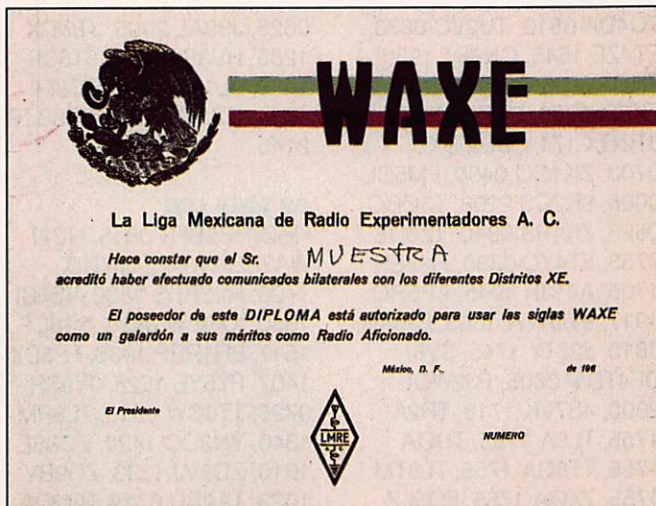 WAXE
La Liga Mexicana de Radio Experimentadores A. C.
Hace constar que el Sr. MUESTRA
acreditó haber efectuado comunicados bilaterales con los diferentes Distritos XE.
El poseedor de este DIPLOMA está autorizado para usar las siglas WAXE
como un galardón a sus méritos como Radio Aficionado.
México, D. F., de 196
El Presidente
LMRE
NUMERO